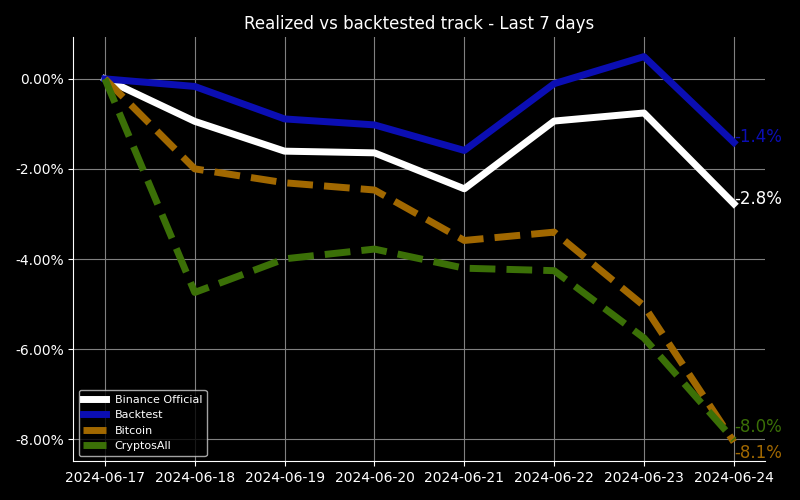 Realized vs backtested track - Last 7 days
0.00%
-2.00%
-4.00%
-6.00%
-8.00%
-1.4%
-2.8%
-8.0%
-8.1%
Binance Official
Backtest
Bitcoin
CryptosAll
2024-06-17 2024-06-18 2024-06-19 2024-06-20 2024-06-21 2024-06-22 2024-06-23 2024-06-24